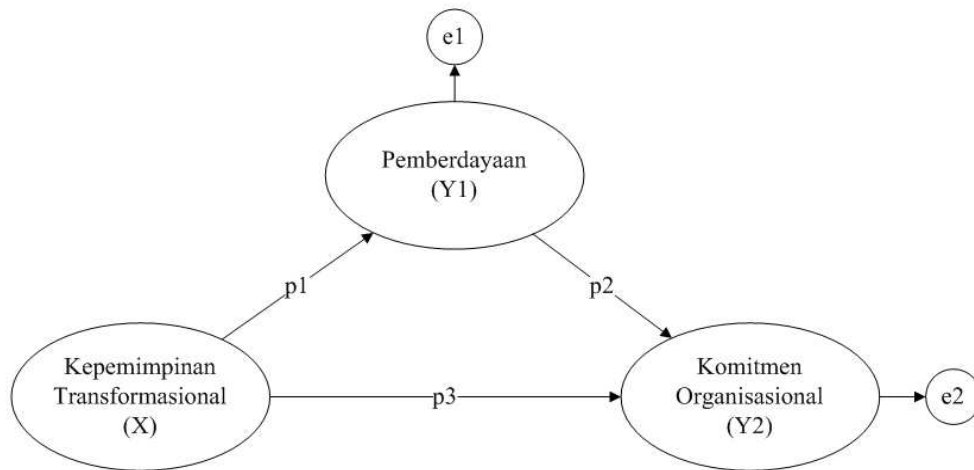 e1
Pemberdayaan
(Y1)
p1
p2
Kepemimpinan
Transformasional
(X)
p3
Komitmen
Organisasional
(Y2)
e2